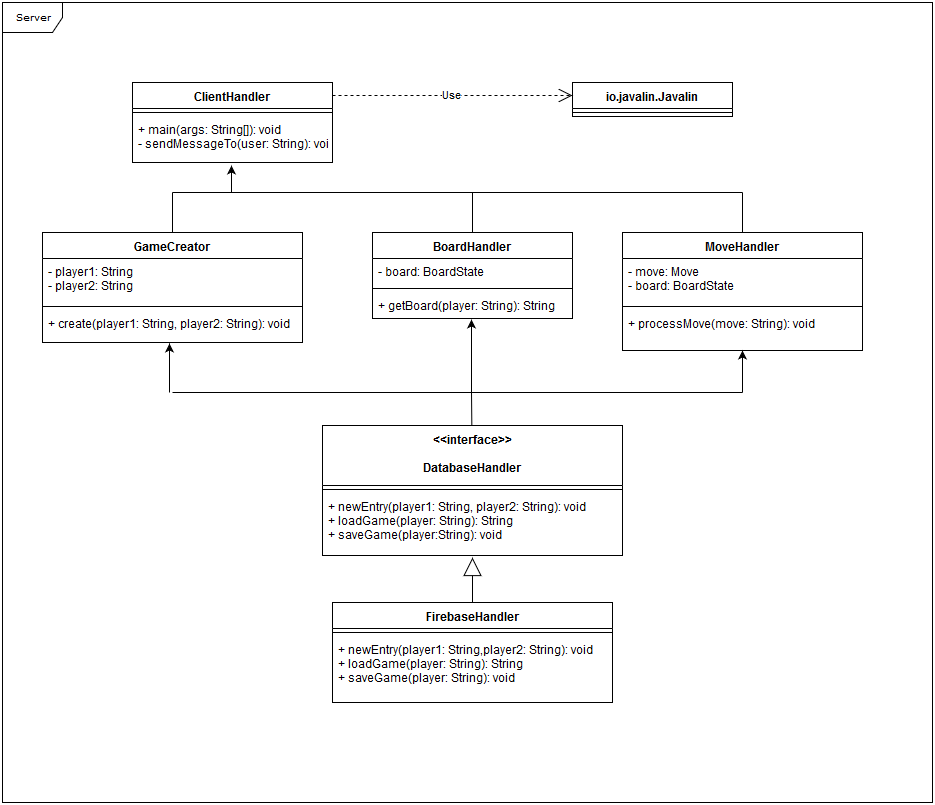 Server
ClientHandler
+ main(args: String[]): void
- sendMessageTo(user: String): voi
Use
io.javalin.Javalin
GameCreator
- player1: String
- player2: String
+ create(player1: String, player2: String): void
BoardHandler
- board: BoardState
+ getBoard(player: String): String
MoveHandler
- move: Move
- board: BoardState
+ processMove(move: String): void
<<interface>>
DatabaseHandler
+ newEntry(player1: String, player2: String): void
+ loadGame(player: String): String
+ saveGame(player:String): void
FirebaseHandler
+ newEntry(player1: String,player2: String): void
+ loadGame(player: String): String
+ saveGame(player: String): void